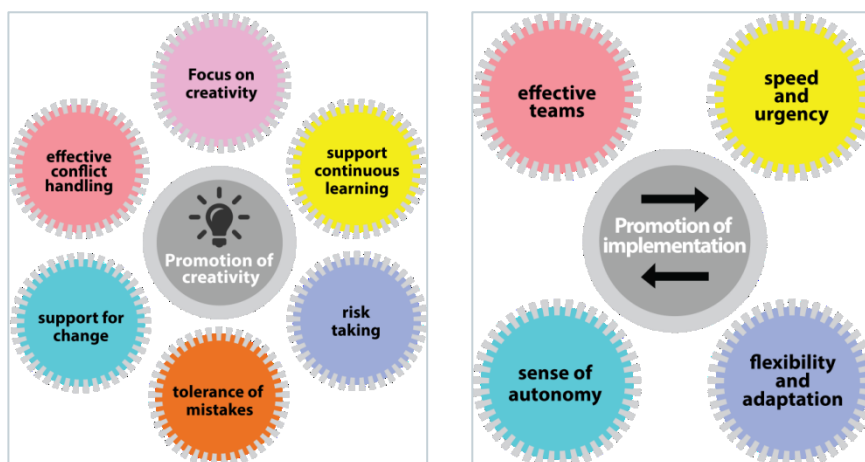 Focus on
creativity
effective
conflict
handling
support
continuous
learning
Promotion of
creativity
support for
change
risk
taking
tolerance of
mistakes
effective
teams
speed
and
urgency
Promotion of
implementation
sense of
autonomy
flexibility
and
adaptation